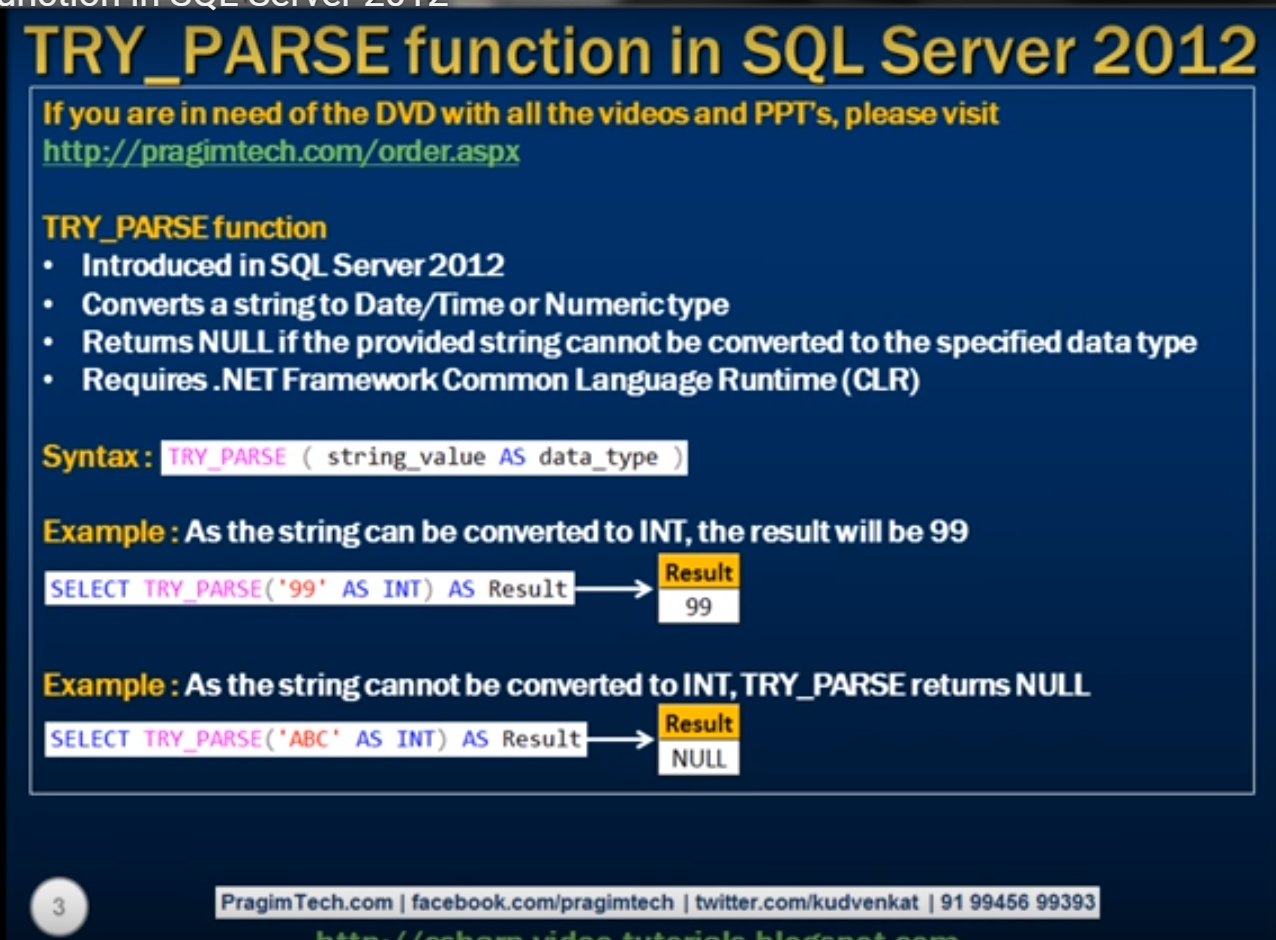 unction in SQL Server 2012
TRY_PARSE function in SQL Server 2012
If you are in need of the DVD with all the videos and PPT's, please visit
http://pragimtech.com/order.aspx
TRY_PARSE function
• Introduced in SQL Server 2012
• Converts a string to Date/Time or Numeric type
• Returns NULL if the provided string cannot be converted to the specified data type
• Requires .NET Framework Common Language Runtime (CLR)
Syntax : TRY_PARSE ( string_value AS data_type )
Example : As the string can be converted to INT, the result will be 99
SELECT TRY_PARSE('99' AS INT) AS Result
Result
99
Example : As the string cannot be converted to INT, TRY_PARSE returns NULL
SELECT TRY_PARSE('ABC' AS INT) AS Result
Result
NULL
3
PragimTech.com | facebook.com/pragimtech | twitter.com/kudvenkat | 91 99456 99393
http://csharp-video-tutorials.blogspot.com